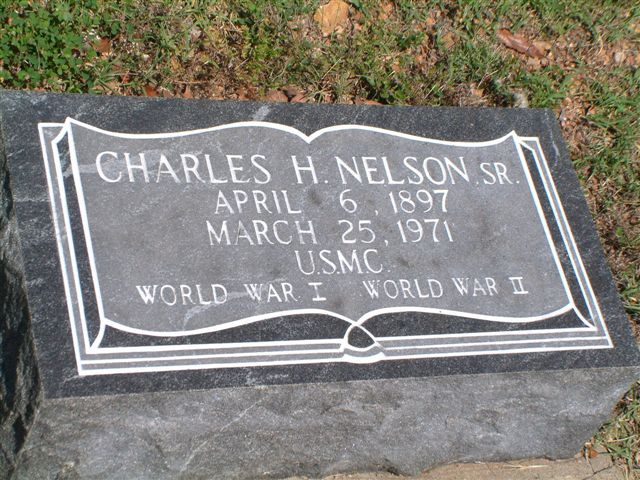 CHARLES H. NELSON, SR.
APRIL 6, 1897
MARCH 25, 1971
U.S.M.C.
WORLD WAR I WORLD WAR II